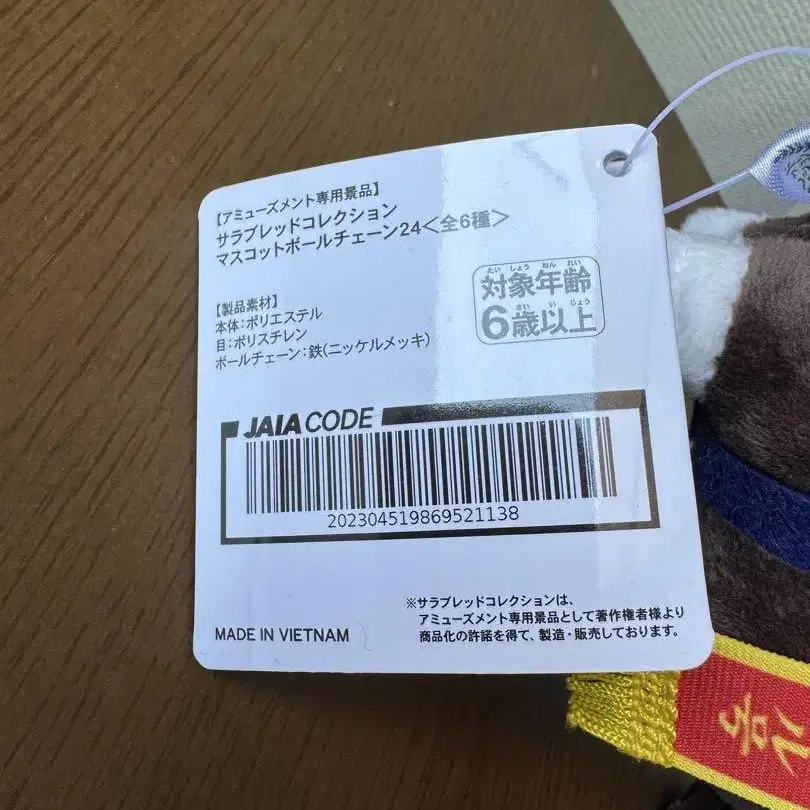 【アミューズメント専用景品】
サラブレッドコレクション
マスコットボールチェーン24＜全6種＞
【製品素材】
本体：ポリエステル
目：ポリスチレン
ボールチェーン：鉄(ニッケルメッキ)
たい しょう ねん れい
対象年齢
さい い じょう
6歳以上
JAIA CODE
202304519869521138
※サラブレッドコレクションは、
アミューズメント専用景品として著作権者様より
商品化の許諾を得て、製造・販売しております。
MADE IN VIETNAM
ル号